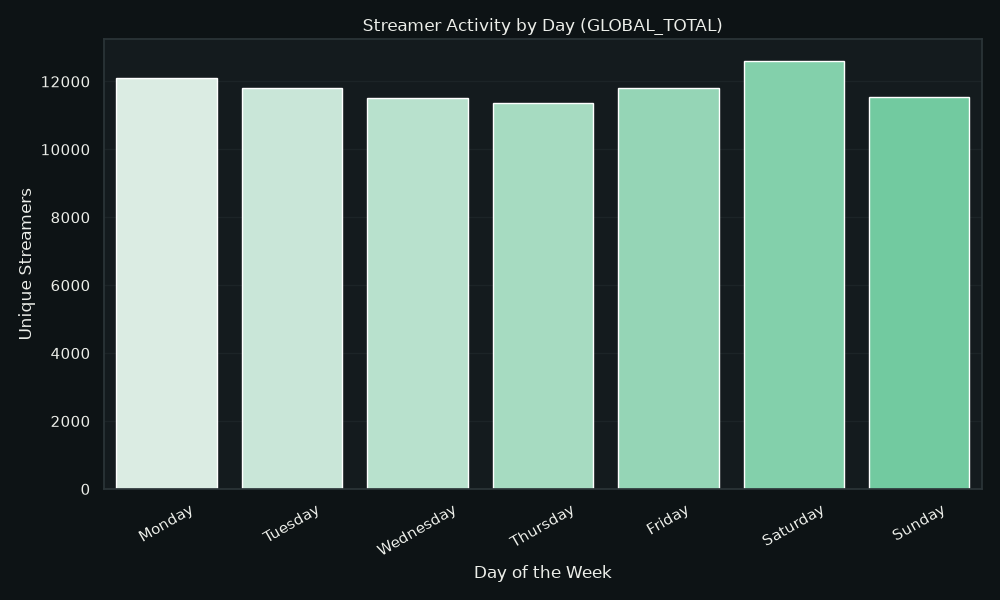 Streamer Activity by Day (GLOBAL_TOTAL)
Unique Streamers
12000
10000
8000
6000
4000
2000
0
Monday
Tuesday
Wednesday
Thursday
Friday
Saturday
Sunday
Day of the Week